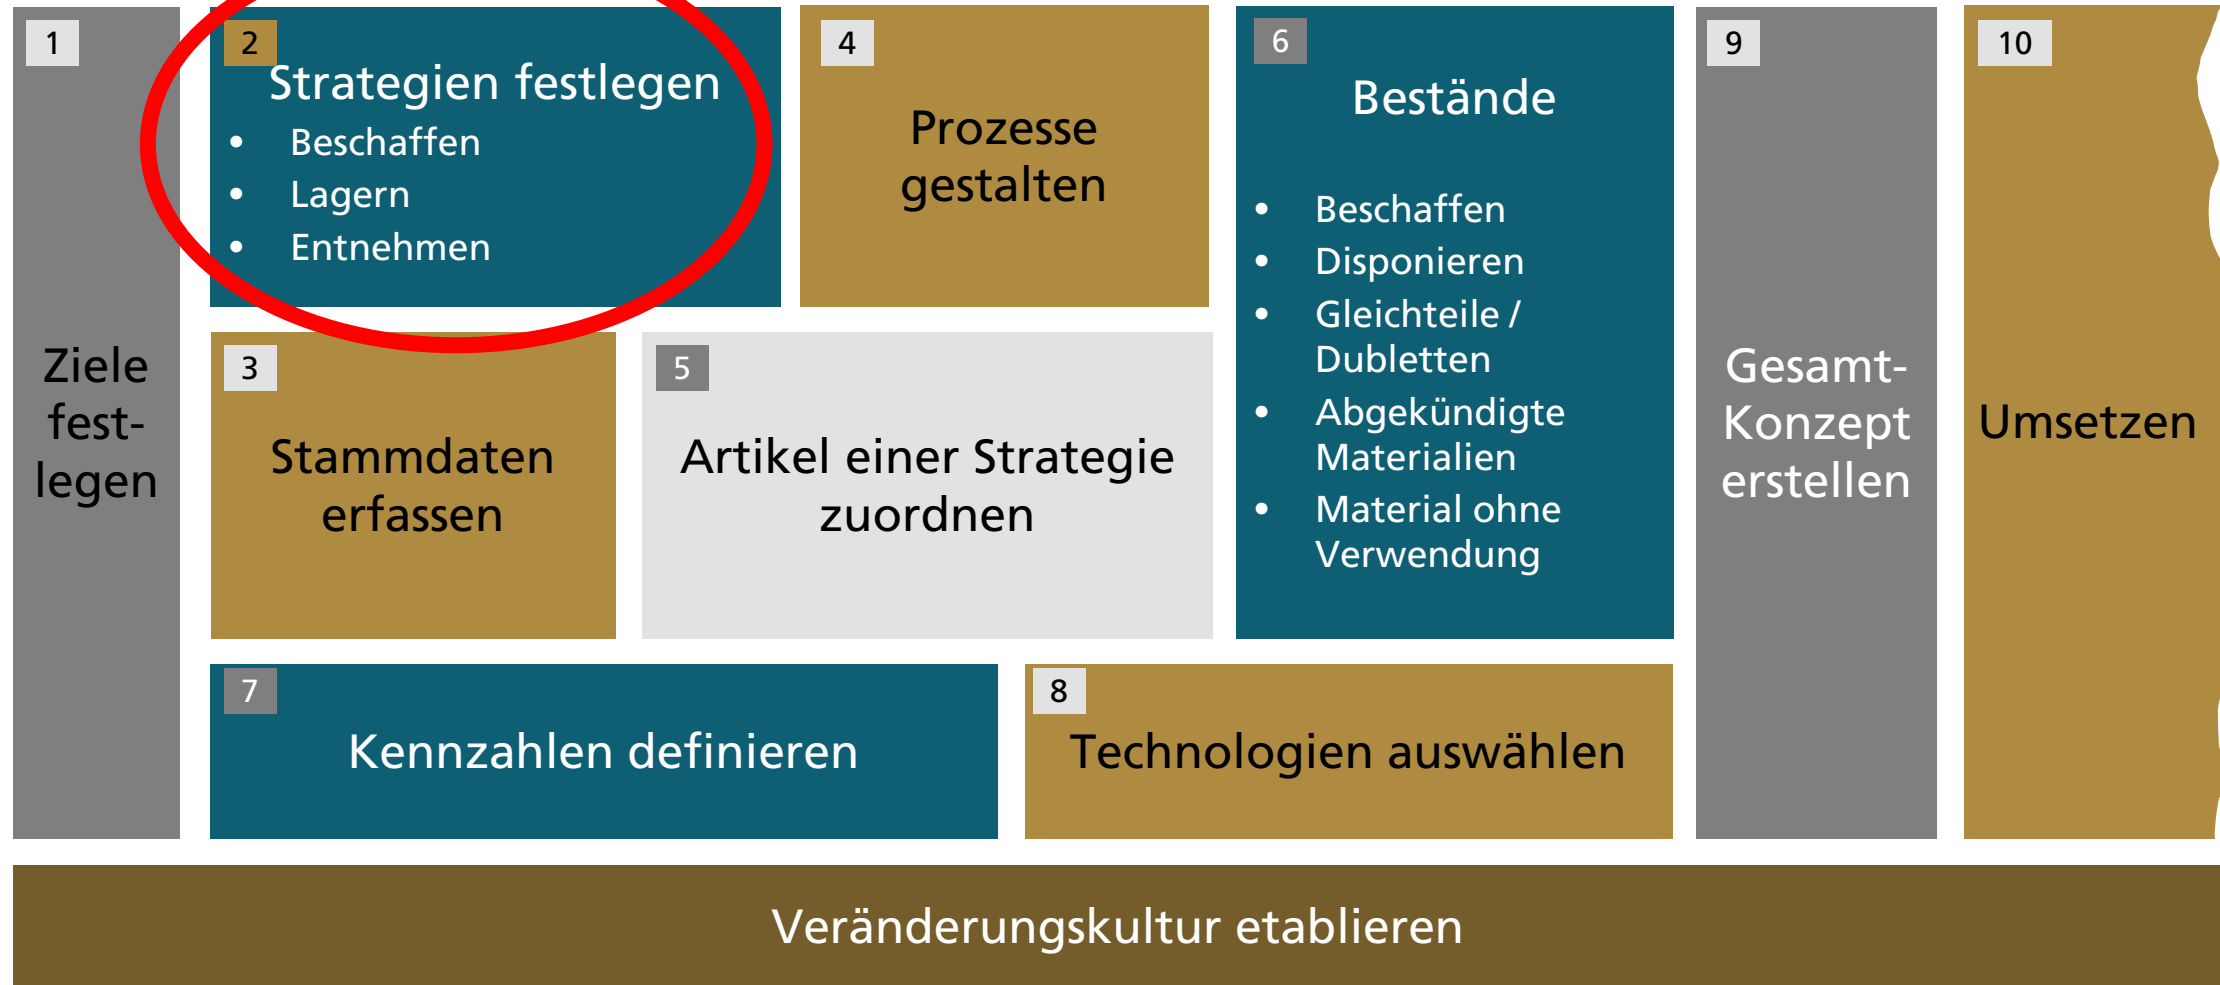 1
Ziele
fest-
legen
2
Strategien festlegen
• Beschaffen
• Lagern
• Entnehmen
3
Stammdaten
erfassen
4
Prozesse
gestalten
5
Artikel einer Strategie
zuordnen
6
Bestände
• Beschaffen
• Disponieren
• Gleichteile /
Dubletten
• Abgekündigte
Materialien
• Material ohne
Verwendung
7
Kennzahlen definieren
8
Technologien auswählen
9
Gesamt-
Konzept
erstellen
10
Umsetzen
Veränderungskultur etablieren